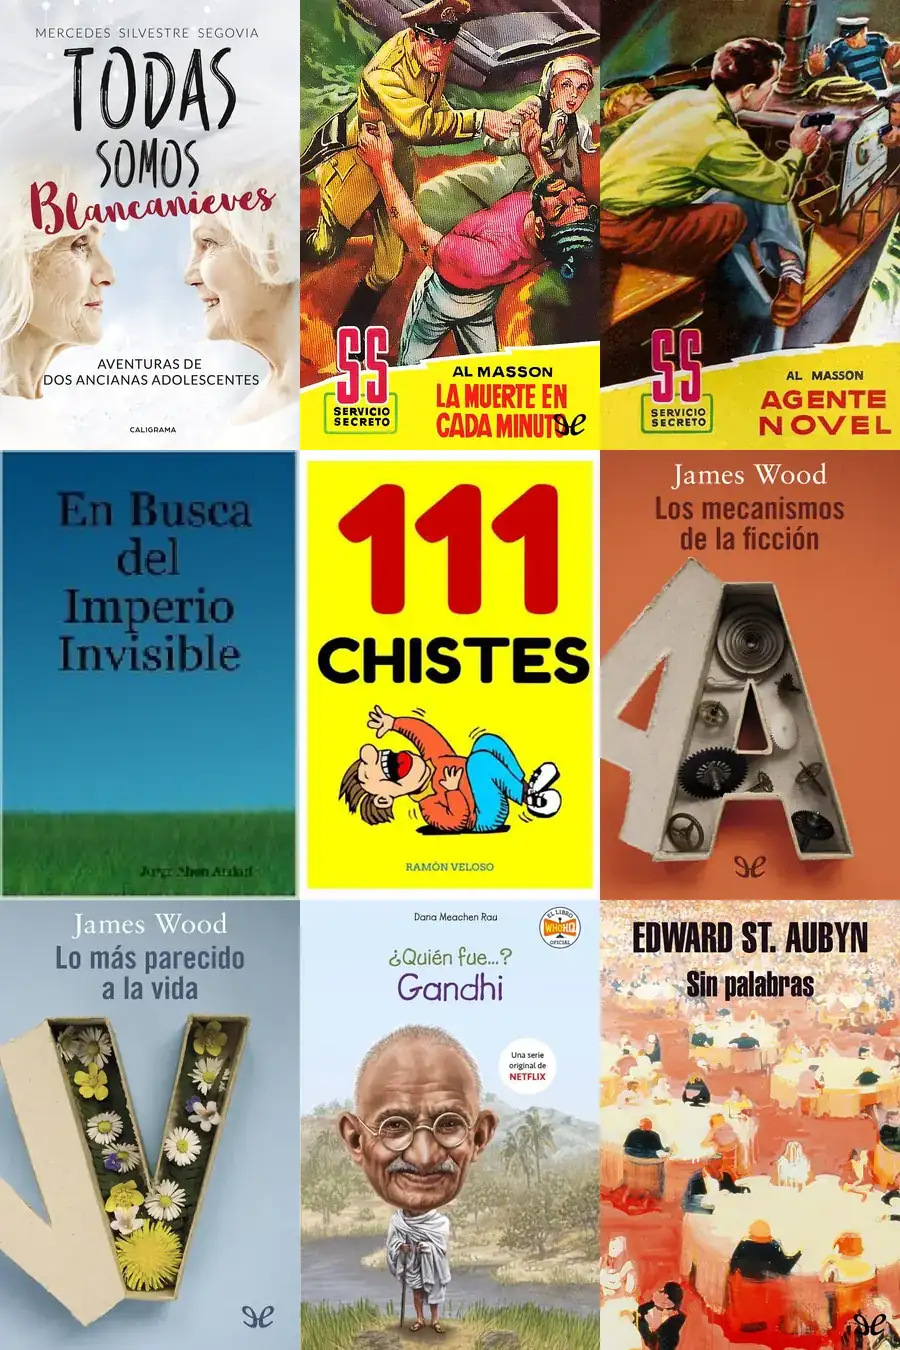 MERCEDES SILVESTRE SEGOVIA
TODAS
SOMOS
Blancanieves
AVENTURAS DE
DOS ANCIANAS ADOLESCENTES
CALIGRAMA
SS
SERVICIO
SECRETO
AL MASSON
LA MUERTE EN
CADA MINUTO
SS
SERVICIO
SECRETO
AL MASSON
AGENTE
NOVEL
En Busca
del
Imperio
Invisible
111
CHISTES
RAMÓN VELOSO
James Wood
Los mecanismos
de la ficción
James Wood
Lo más parecido
a la vida
Dana Meachen Rau
EL LIBRO
WHOHQ
OFICIAL
¿Quién fue...?
Gandhi
Una serie
original de
NETFLIX
EDWARD ST. AUBYN
Sin palabras